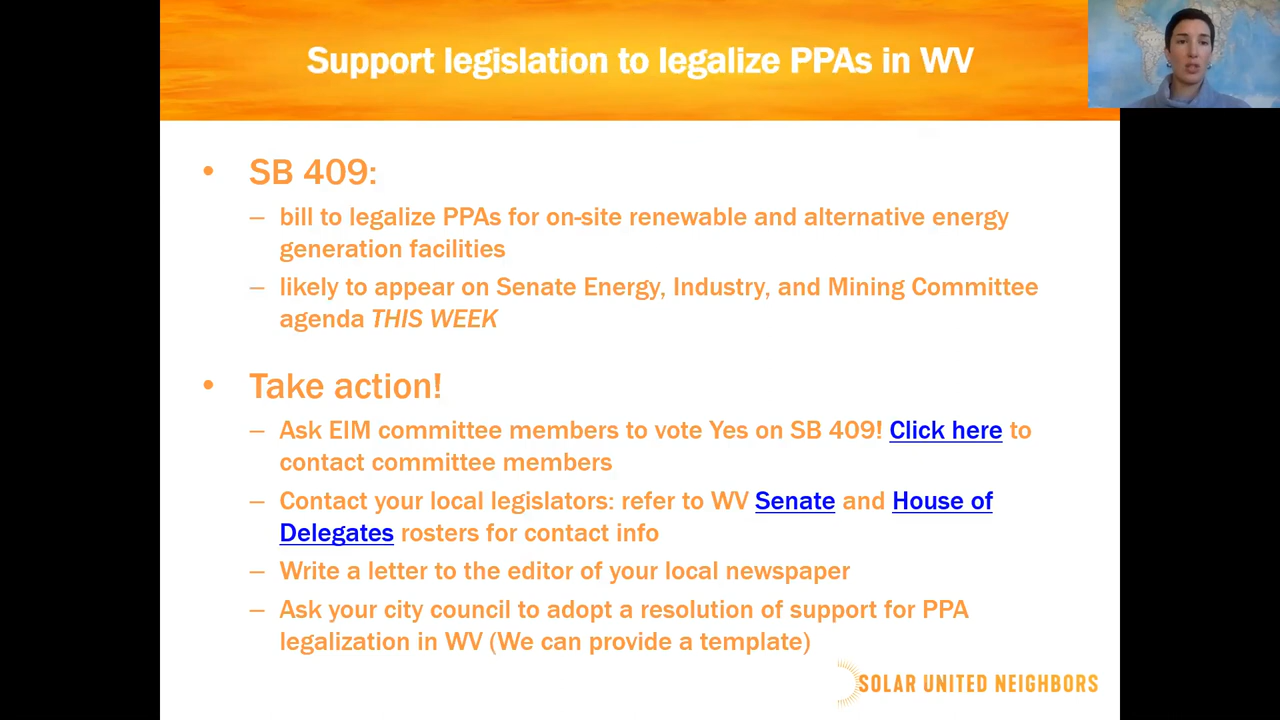 Support legislation to legalize PPAs in WV
• SB 409:
– bill to legalize PPAs for on-site renewable and alternative energy
generation facilities
– likely to appear on Senate Energy, Industry, and Mining Committee
agenda THIS WEEK
• Take action!
– Ask EIM committee members to vote Yes on SB 409! Click here to
contact committee members
– Contact your local legislators: refer to WV Senate and House of
Delegates rosters for contact info
– Write a letter to the editor of your local newspaper
– Ask your city council to adopt a resolution of support for PPA
legalization in WV (We can provide a template)
SOLAR UNITED NEIGHBORS